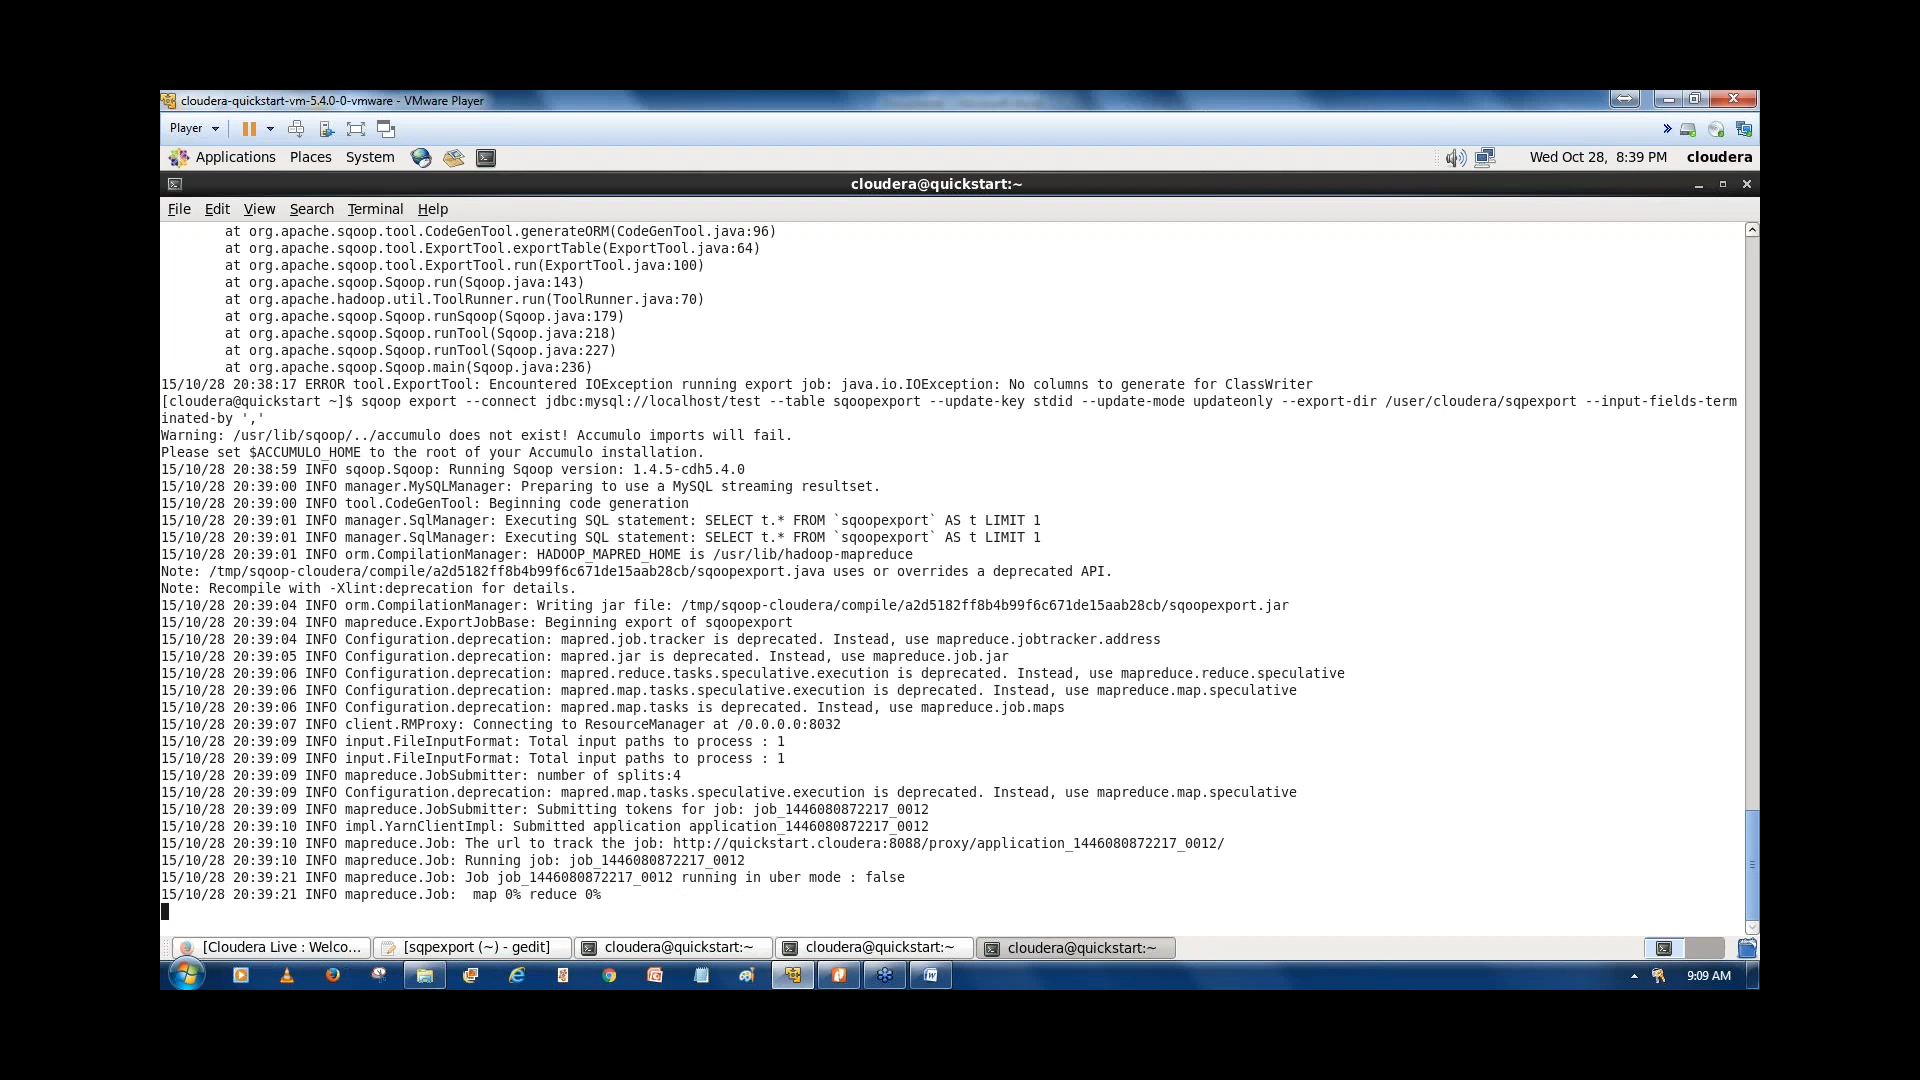 cloudera-quickstart-vm-5.4.0-0-vmware - VMware Player
Player
Applications Places System Wed Oct 28, 8:39 PM cloudera
cloudera@quickstart:~
File Edit View Search Terminal Help
at org.apache.sqoop.tool.CodeGenTool.generateORM(CodeGenTool.java:96)
at org.apache.sqoop.tool.ExportTool.exportTable(ExportTool.java:64)
at org.apache.sqoop.tool.ExportTool.run(ExportTool.java:100)
at org.apache.sqoop.Sqoop.run(Sqoop.java:143)
at org.apache.hadoop.util.ToolRunner.run(ToolRunner.java:70)
at org.apache.sqoop.Sqoop.runSqoop(Sqoop.java:179)
at org.apache.sqoop.Sqoop.runTool(Sqoop.java:218)
at org.apache.sqoop.Sqoop.runTool(Sqoop.java:227)
at org.apache.sqoop.Sqoop.main(Sqoop.java:236)
15/10/28 20:38:17 ERROR tool.ExportTool: Encountered IOException running export job: java.io.IOException: No columns to generate for ClassWriter
[cloudera@quickstart ~]$ sqoop export --connect jdbc:mysql://localhost/test --table sqoopexport --update-key stdid --update-mode updateonly --export-dir /user/cloudera/sqpexport --input-fields-term
inated-by ','
Warning: /usr/lib/sqoop/../accumulo does not exist! Accumulo imports will fail.
Please set $ACCUMULO_HOME to the root of your Accumulo installation.
15/10/28 20:38:59 INFO sqoop.Sqoop: Running Sqoop version: 1.4.5-cdh5.4.0
15/10/28 20:39:00 INFO manager.MySQLManager: Preparing to use a MySQL streaming resultset.
15/10/28 20:39:00 INFO tool.CodeGenTool: Beginning code generation
15/10/28 20:39:01 INFO manager.SqlManager: Executing SQL statement: SELECT t.* FROM `sqoopexport` AS t LIMIT 1
15/10/28 20:39:01 INFO manager.SqlManager: Executing SQL statement: SELECT t.* FROM `sqoopexport` AS t LIMIT 1
15/10/28 20:39:01 INFO orm.CompilationManager: HADOOP_MAPRED_HOME is /usr/lib/hadoop-mapreduce
Note: /tmp/sqoop-cloudera/compile/a2d5182ff8b4b99f6c671de15aab28cb/sqoopexport.java uses or overrides a deprecated API.
Note: Recompile with -Xlint:deprecation for details.
15/10/28 20:39:04 INFO orm.CompilationManager: Writing jar file: /tmp/sqoop-cloudera/compile/a2d5182ff8b4b99f6c671de15aab28cb/sqoopexport.jar
15/10/28 20:39:04 INFO mapreduce.ExportJobBase: Beginning export of sqoopexport
15/10/28 20:39:04 INFO Configuration.deprecation: mapred.job.tracker is deprecated. Instead, use mapreduce.jobtracker.address
15/10/28 20:39:05 INFO Configuration.deprecation: mapred.jar is deprecated. Instead, use mapreduce.job.jar
15/10/28 20:39:06 INFO Configuration.deprecation: mapred.reduce.tasks.speculative.execution is deprecated. Instead, use mapreduce.reduce.speculative
15/10/28 20:39:06 INFO Configuration.deprecation: mapred.map.tasks.speculative.execution is deprecated. Instead, use mapreduce.map.speculative
15/10/28 20:39:06 INFO Configuration.deprecation: mapred.map.tasks is deprecated. Instead, use mapreduce.job.maps
15/10/28 20:39:07 INFO client.RMProxy: Connecting to ResourceManager at /0.0.0.0:8032
15/10/28 20:39:09 INFO input.FileInputFormat: Total input paths to process : 1
15/10/28 20:39:09 INFO input.FileInputFormat: Total input paths to process : 1
15/10/28 20:39:09 INFO mapreduce.JobSubmitter: number of splits:4
15/10/28 20:39:09 INFO Configuration.deprecation: mapred.map.tasks.speculative.execution is deprecated. Instead, use mapreduce.map.speculative
15/10/28 20:39:09 INFO mapreduce.JobSubmitter: Submitting tokens for job: job_1446080872217_0012
15/10/28 20:39:10 INFO impl.YarnClientImpl: Submitted application application_1446080872217_0012
15/10/28 20:39:10 INFO mapreduce.Job: The url to track the job: http://quickstart.cloudera:8088/proxy/application_1446080872217_0012/
15/10/28 20:39:10 INFO mapreduce.Job: Running job: job_1446080872217_0012
15/10/28 20:39:21 INFO mapreduce.Job: Job job_1446080872217_0012 running in uber mode : false
15/10/28 20:39:21 INFO mapreduce.Job:  map 0% reduce 0%
[Cloudera Live : Welco... [sqpexport (~) - gedit] cloudera@quickstart:~ cloudera@quickstart:~ cloudera@quickstart:~
9:09 AM